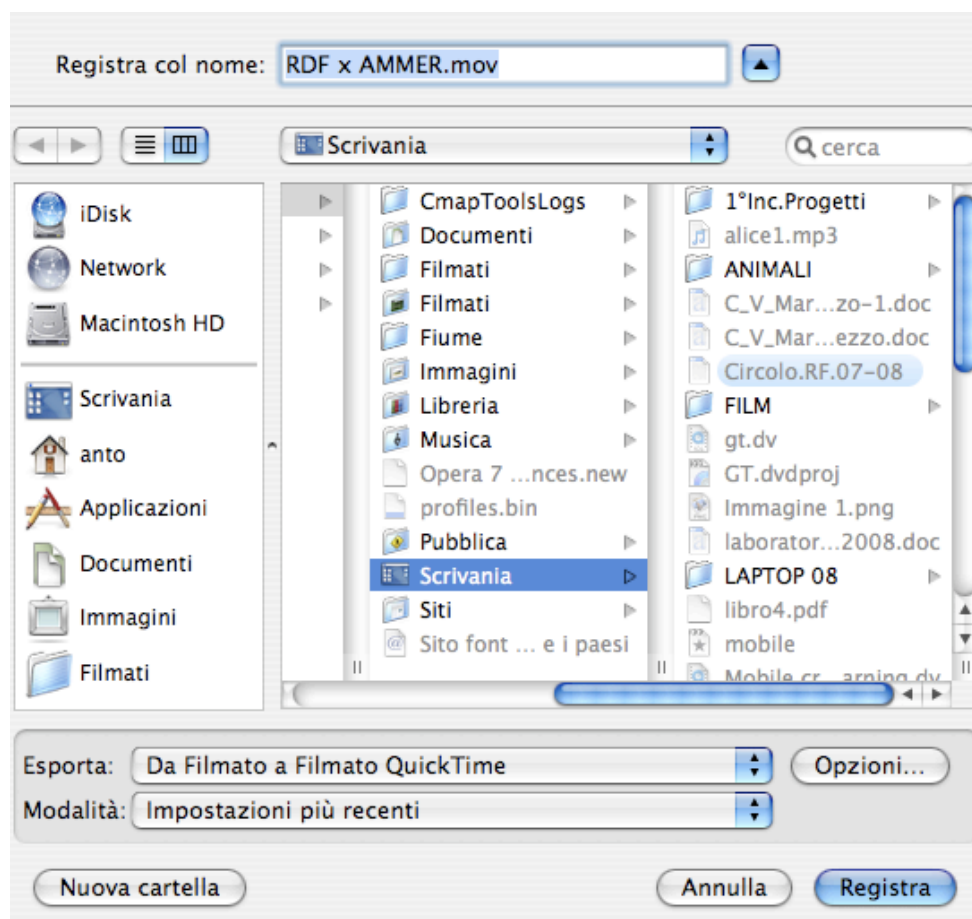 Registra col nome: RDF x AMMER.mov
Scrivania
cerca
iDisk
Network
Macintosh HD
Scrivania
anto
Applicazioni
Documenti
Immagini
Filmati
CmapToolsLogs
Documenti
Filmati
Filmati
Fiume
Immagini
Libreria
Musica
Opera 7 ...nces.new
profiles.bin
Pubblica
Scrivania
Siti
Sito font ... e i paesi
1°Inc.Progetti
alice1.mp3
ANIMALI
C_V_Mar...zo-1.doc
C_V_Mar...ezzo.doc
Circolo.RF.07-08
FILM
gt.dv
GT.dvdproj
Immagine 1.png
laborator...2008.doc
LAPTOP 08
libro4.pdf
mobile
Mobile cr...arning.dv
Esporta: Da Filmato a Filmato QuickTime
Opzioni...
Modalità: Impostazioni più recenti
Nuova cartella
Annulla
Registra